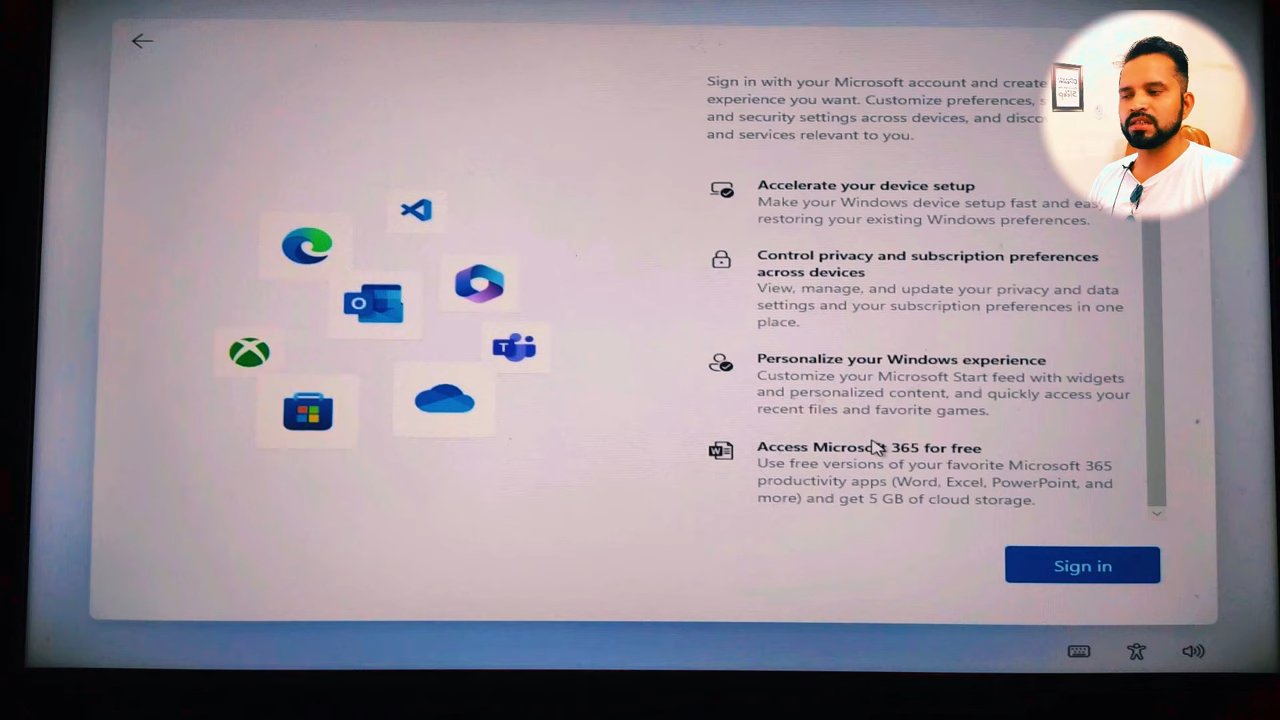 Sign in with your Microsoft account and create
experience you want. Customize preferences,
and security settings across devices, and
and services relevant to you.
Accelerate your device setup
Make your Windows device setup fast and
restoring your existing Windows preferences.
Control privacy and subscription preferences
across devices
View, manage, and update your privacy and data
settings and your subscription preferences in one
place.
Personalize your Windows experience
Customize your Microsoft Start feed with widgets
and personalized content, and quickly access your
recent files and favorite games.
Access Microsoft 365 for free
Use free versions of your favorite Microsoft 365
productivity apps (Word, Excel, PowerPoint, and
more) and get 5 GB of cloud storage.
Sign in